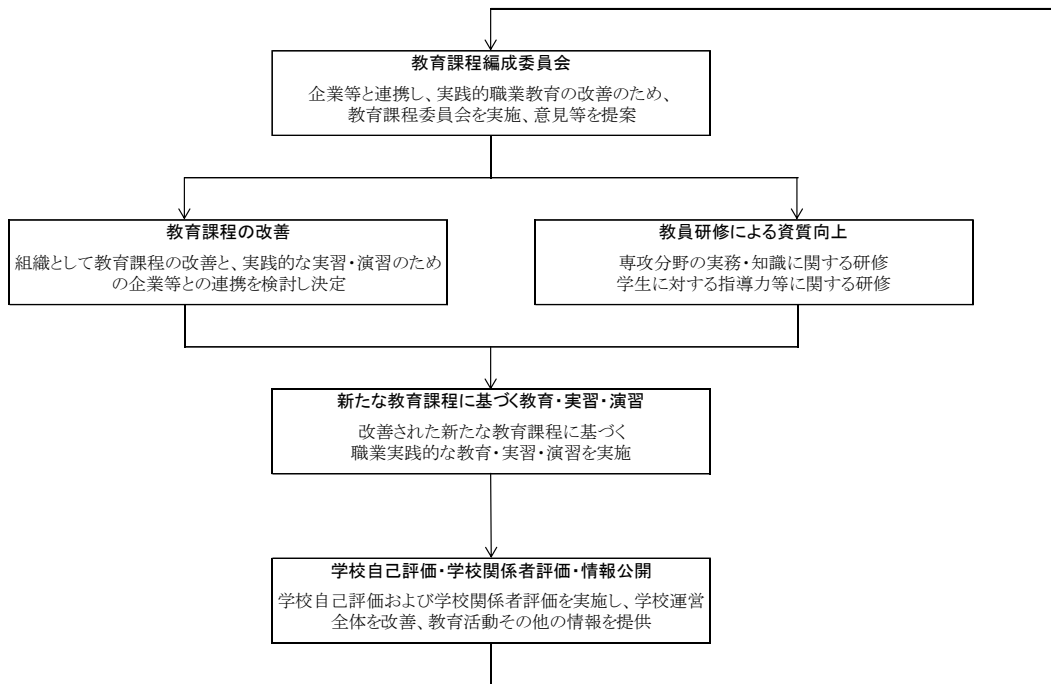 教育課程編成委員会
企業等と連携し、実践的職業教育の改善のため、
教育課程委員会を実施、意見等を提案
教育課程の改善
組織として教育課程の改善と、実践的な実習・演習のため
の企業等との連携を検討し決定
教員研修による資質向上
専攻分野の実務・知識に関する研修
学生に対する指導力等に関する研修
新たな教育課程に基づく教育・実習・演習
改善された新たな教育課程に基づく
職業実践的な教育・実習・演習を実施
学校自己評価・学校関係者評価・情報公開
学校自己評価および学校関係者評価を実施し、学校運営
全体を改善、教育活動その他の情報を提供